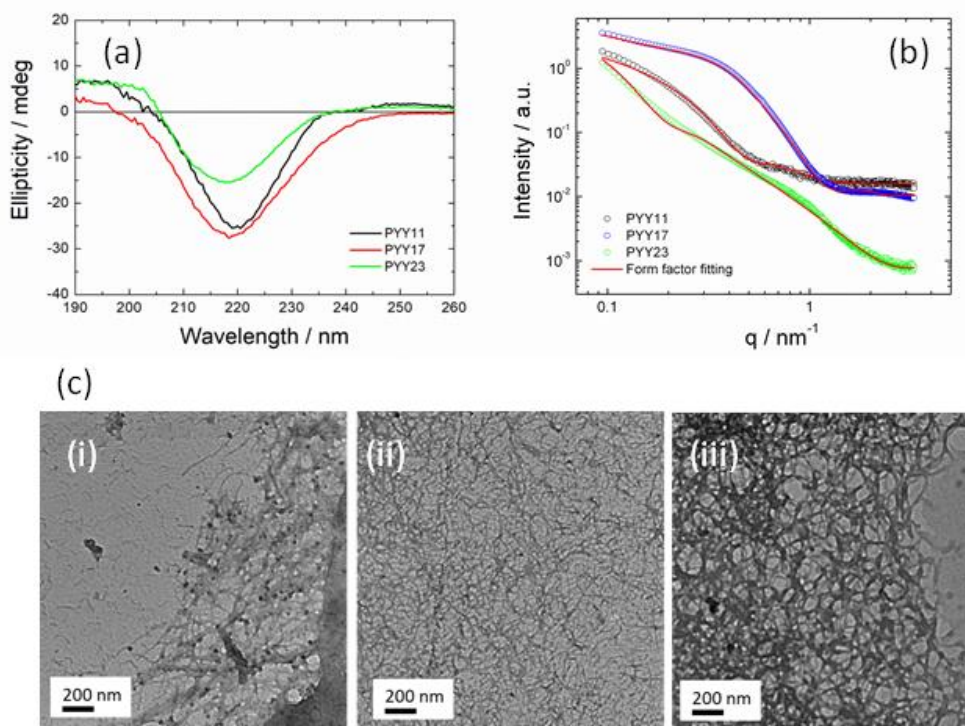 (a)
20
10
0
-10
-20
-30
-40
190 200 210 220 230 240 250 260
Ellipticity / mdeg
Wavelength / nm
PYY11
PYY17
PYY23
(b)
10⁰
10⁻¹
10⁻²
10⁻³
0.1 1
Intensity / a.u.
q / nm⁻¹
PYY11
PYY17
PYY23
Form factor fitting
(c)
(i)
200 nm
(ii)
200 nm
(iii)
200 nm